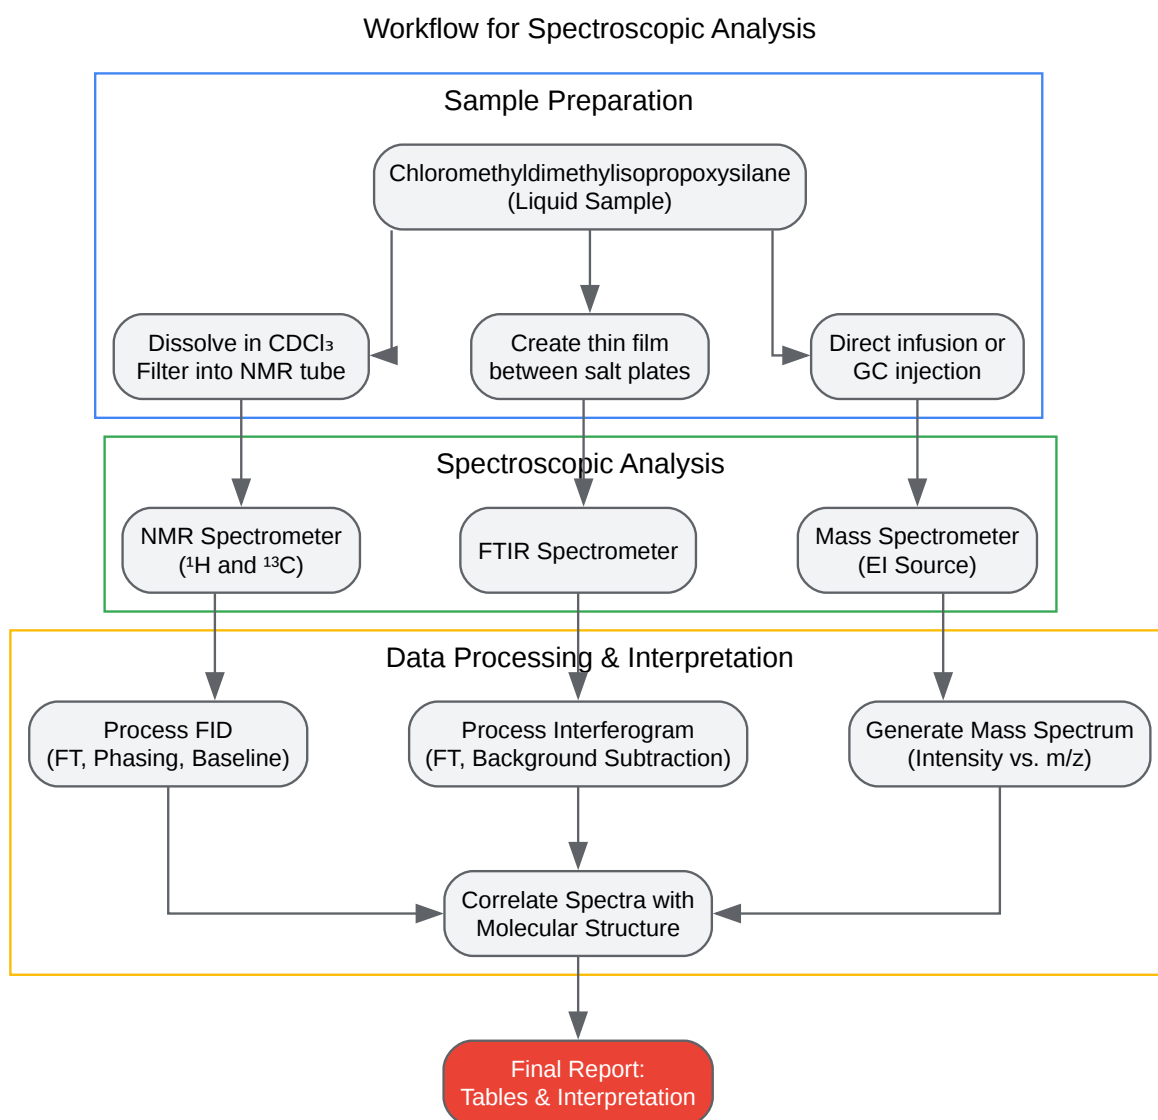 Workflow for Spectroscopic Analysis
Sample Preparation
Chloromethyldimethylisopropoxysilane
(Liquid Sample)
Dissolve in CDCl₃
Filter into NMR tube
Create thin film
between salt plates
Direct infusion or
GC injection
Spectroscopic Analysis
NMR Spectrometer
(¹H and ¹³C)
FTIR Spectrometer
Mass Spectrometer
(EI Source)
Data Processing & Interpretation
Process FID
(FT, Phasing, Baseline)
Process Interferogram
(FT, Background Subtraction)
Generate Mass Spectrum
(Intensity vs. m/z)
Correlate Spectra with
Molecular Structure
Final Report:
Tables & Interpretation